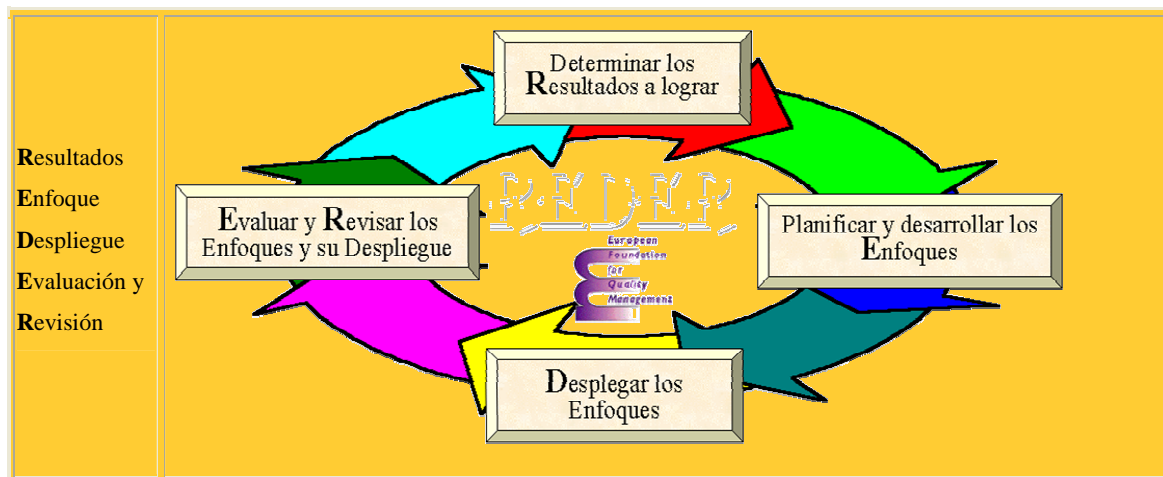 Resultados
Enfoque
Despliegue
Evaluación y
Revisión
Determinar los
Resultados a lograr
Evaluar y Revisar los
Enfoques y su Despliegue
REDER
European
Foundation
for
Quality
Management
Planificar y desarrollar los
Enfoques
Desplegar los
Enfoques